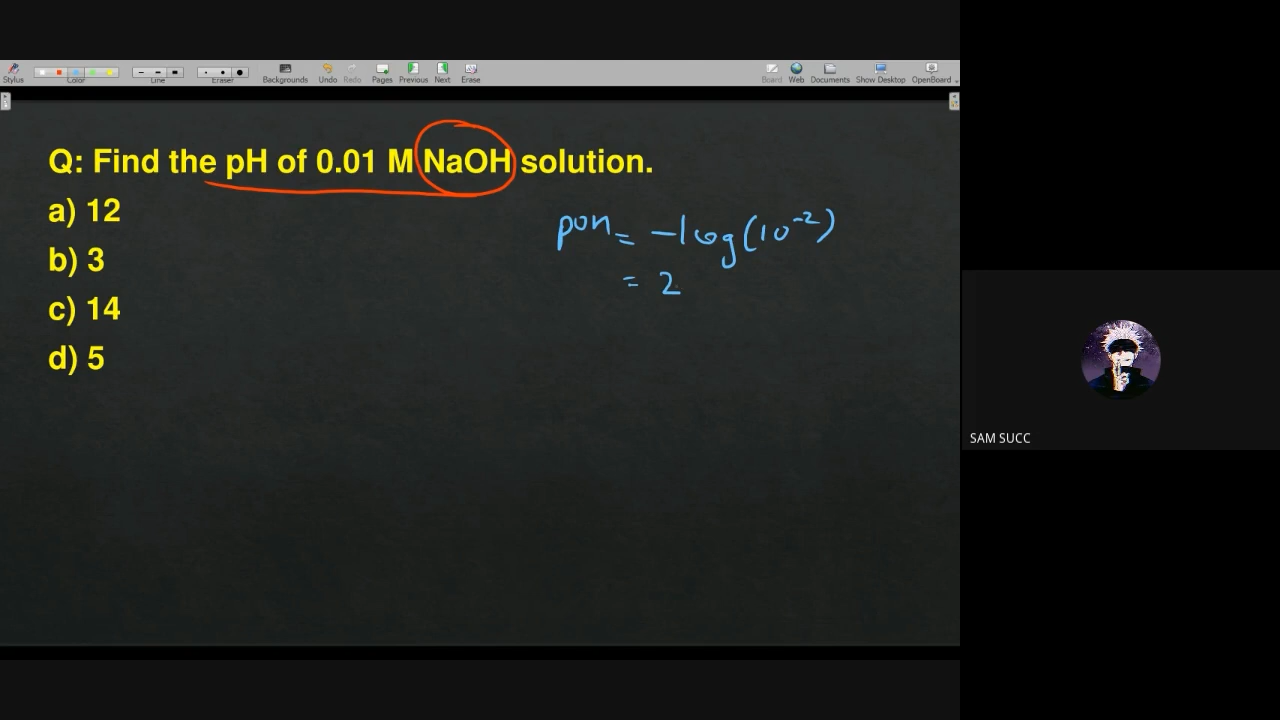 Stylus Color Line Eraser Backgrounds Undo Redo Pages Previous Next Erase Board Web Documents Show Desktop OpenBoard
Q: Find the pH of 0.01 M NaOH solution.
a) 12
b) 3
c) 14
d) 5
pOH = -log(10⁻²)
= 2
SAM SUCC